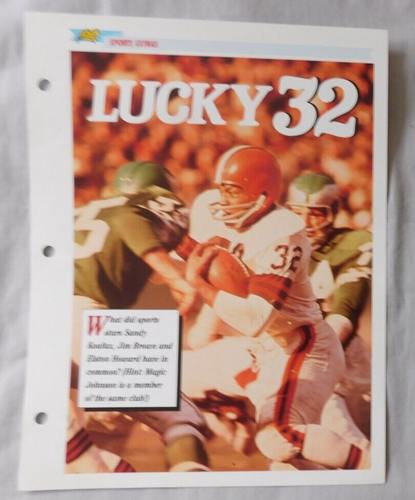 SPORTS EXTRAS
LUCKY 32
32
What did sports
stars Sandy
Koufax, Jim Brown and
Elston Howard have in
common? (Hint: Magic
Johnson is a member
of the same club!)